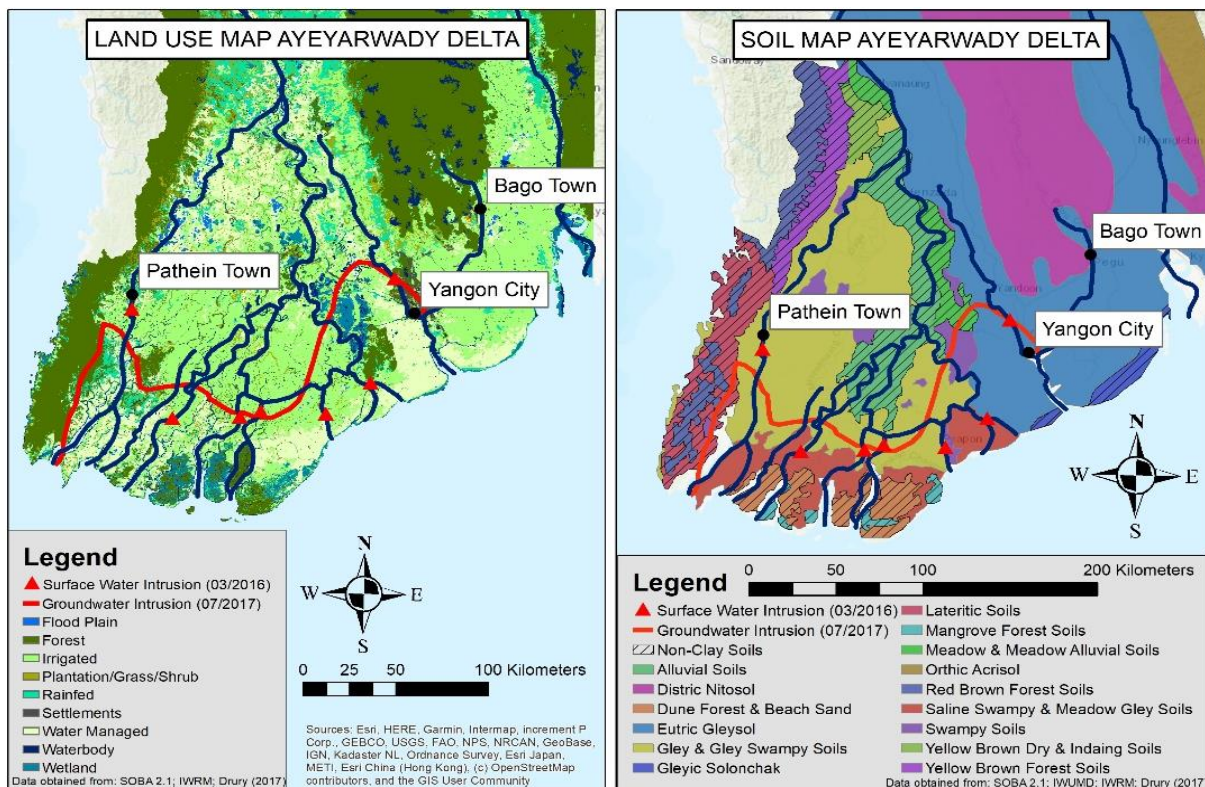 LAND USE MAP AYEYARWADY DELTA
Bago Town
Pathein Town
Yangon City
N
W E
S
Legend
Surface Water Intrusion (03/2016)
Groundwater Intrusion (07/2017)
Flood Plain
Forest
Irrigated
Plantation/Grass/Shrub
Rainfed
Settlements
Water Managed
Waterbody
Wetland
Data obtained from: SOBA 2.1; IWRM; Drury (2017)
0 25 50 100 Kilometers
Sources: Esri, HERE, Garmin, Intermap, increment P
Corp., GEBCO, USGS, FAO, NPS, NRCAN, GeoBase,
IGN, Kadaster NL, Ordnance Survey, Esri Japan,
METI, Esri China (Hong Kong), (c) OpenStreetMap
contributors, and the GIS User Community
SOIL MAP AYEYARWADY DELTA
Sandoway
Bago Town
Pegu
Pathein Town
Yangon City
N
W E
S
Legend
0 25 50 100 200 Kilometers
Surface Water Intrusion (03/2016)
Groundwater Intrusion (07/2017)
Non-Clay Soils
Alluvial Soils
Distric Nitosol
Dune Forest & Beach Sand
Eutric Gleysol
Gley & Gley Swampy Soils
Gleyic Solonchak
Lateritic Soils
Mangrove Forest Soils
Meadow & Meadow Alluvial Soils
Orthic Acrisol
Red Brown Forest Soils
Saline Swampy & Meadow Gley Soils
Swampy Soils
Yellow Brown Dry & Indaing Soils
Yellow Brown Forest Soils
Data obtained from: SOBA 2.1; IWUMD; IWRM; Drury (2017)